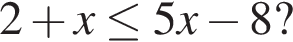 2 + x ≤ 5x − 8?